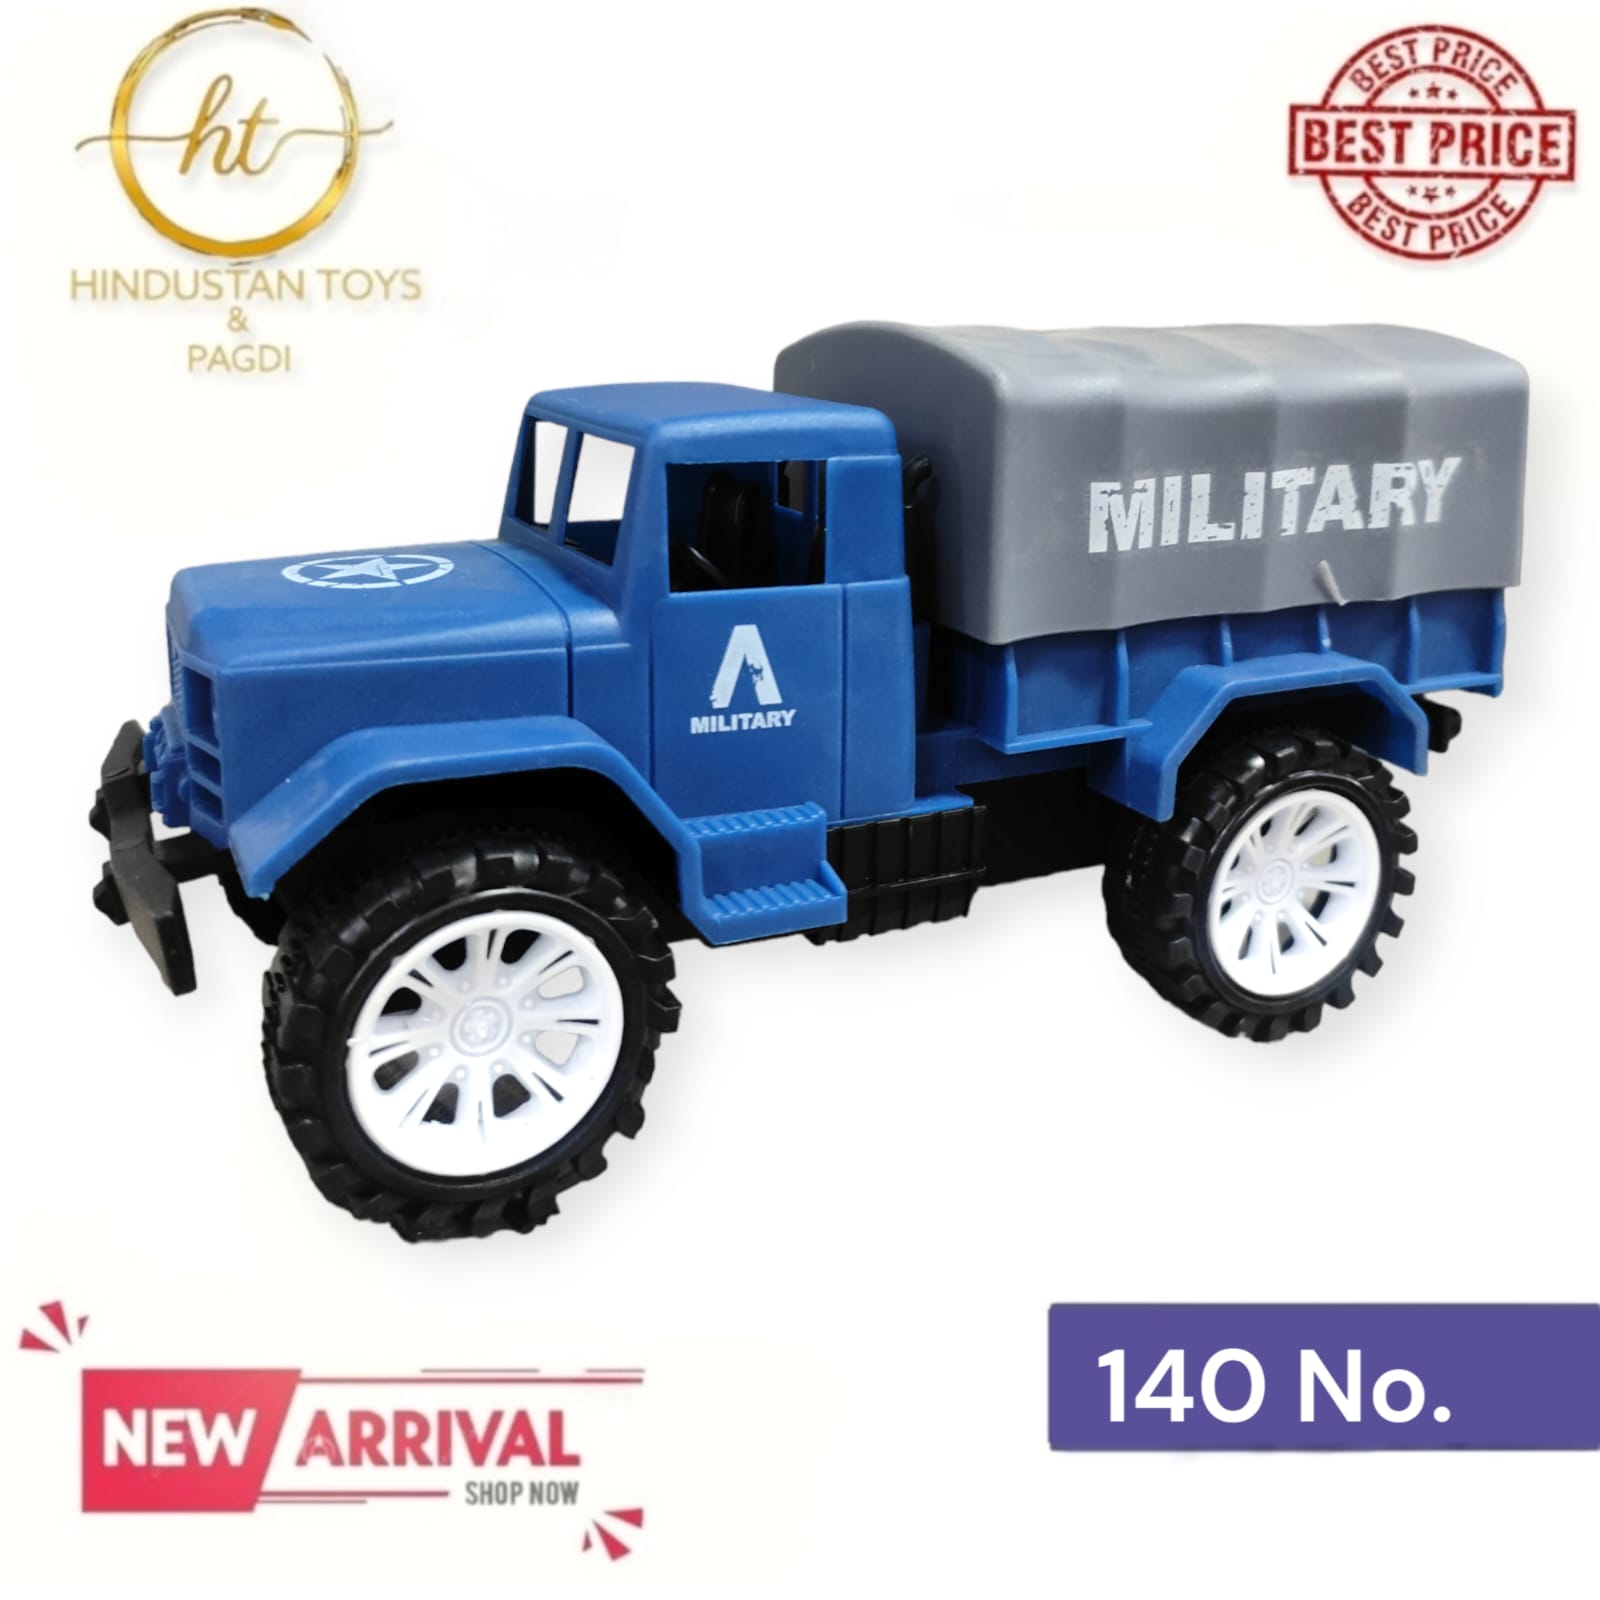 ht
HINDUSTAN TOYS
&
PAGDI
BEST PRICE
BEST PRICE
BEST PRICE
MILITARY
A
MILITARY
NEW ARRIVAL
SHOP NOW
140 No.